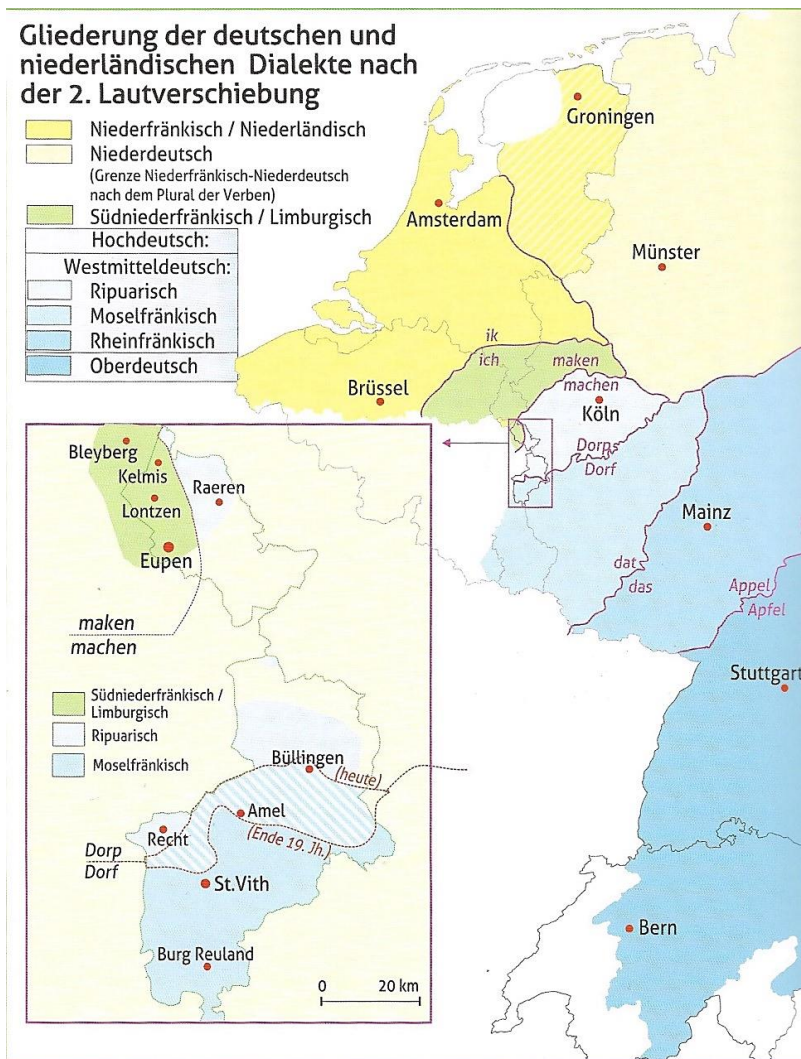 Gliederung der deutschen und
niederländischen Dialekte nach
der 2. Lautverschiebung
Niederfränkisch / Niederländisch
Niederdeutsch
(Grenze Niederfränkisch-Niederdeutsch
nach dem Plural der Verben)
Südniederfränkisch / Limburgisch
Hochdeutsch:
Westmitteldeutsch:
Ripuarisch
Moselfränkisch
Rheinfränkisch
Oberdeutsch
Groningen
Amsterdam
Münster
ik
ich
maken
machen
Brüssel
Köln
Dorp
Dorf
Mainz
dat
das
Appel
Apfel
Stuttgart
Bern
Bleyberg
Kelmis
Raeren
Lontzen
Eupen
maken
machen
Südniederfränkisch /
Limburgisch
Ripuarisch
Moselfränkisch
Büllingen
(heute)
Amel
Recht
(Ende 19. Jh.)
Dorp
Dorf
St.Vith
Burg Reuland
0 20 km